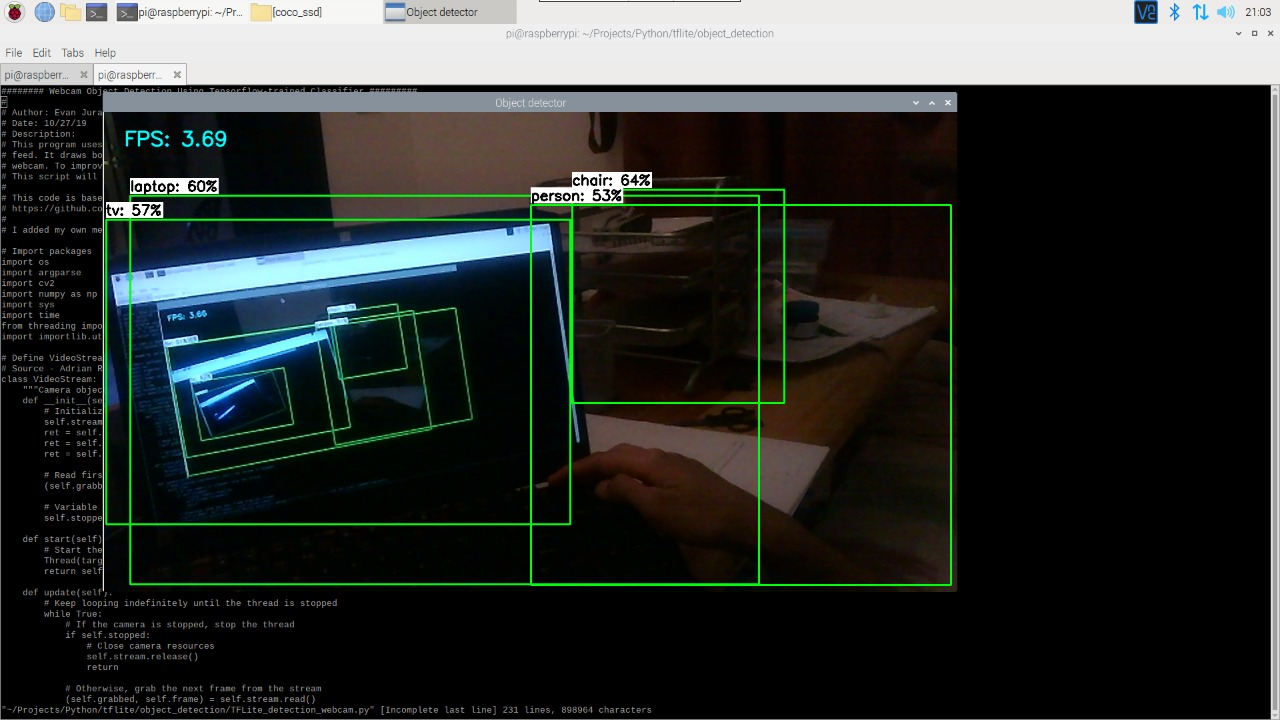 pi@raspberrypi: ~/Pr...
[coco_ssd]
Object detector
21:03
pi@raspberrypi: ~/Projects/Python/tflite/object_detection
File Edit Tabs Help
pi@raspberr...
pi@raspberr...
######## Webcam Object Detection Using Tensorflow-trained Classifier #########
#
# Author: Evan Jura
# Date: 10/27/19
# Description:
# This program uses
# feed. It draws bo
# webcam. To improv
# This script will
#
# This code is base
# https://github.co
#
# I added my own me
# Import packages
import os
import argparse
import cv2
import numpy as np
import sys
import time
from threading impo
import importlib.ut
# Define VideoStrea
# Source - Adrian R
class VideoStream:
"""Camera objec
def __init__(se
# Initializ
self.stream
ret = self.
ret = self.
ret = self.
# Read firs
(self.grabb
# Variable
self.stoppe
def start(self)
# Start the
Thread(targ
return self
def update(self):
# Keep looping indefinitely until the thread is stopped
while True:
# If the camera is stopped, stop the thread
if self.stopped:
# Close camera resources
self.stream.release()
return
# Otherwise, grab the next frame from the stream
(self.grabbed, self.frame) = self.stream.read()
"~/Projects/Python/tflite/object_detection/TFLite_detection_webcam.py" [Incomplete last line] 231 lines, 898964 characters
Object detector
FPS: 3.69
laptop: 60%
chair: 64%
person: 53%
tv: 57%
FPS: 3.66